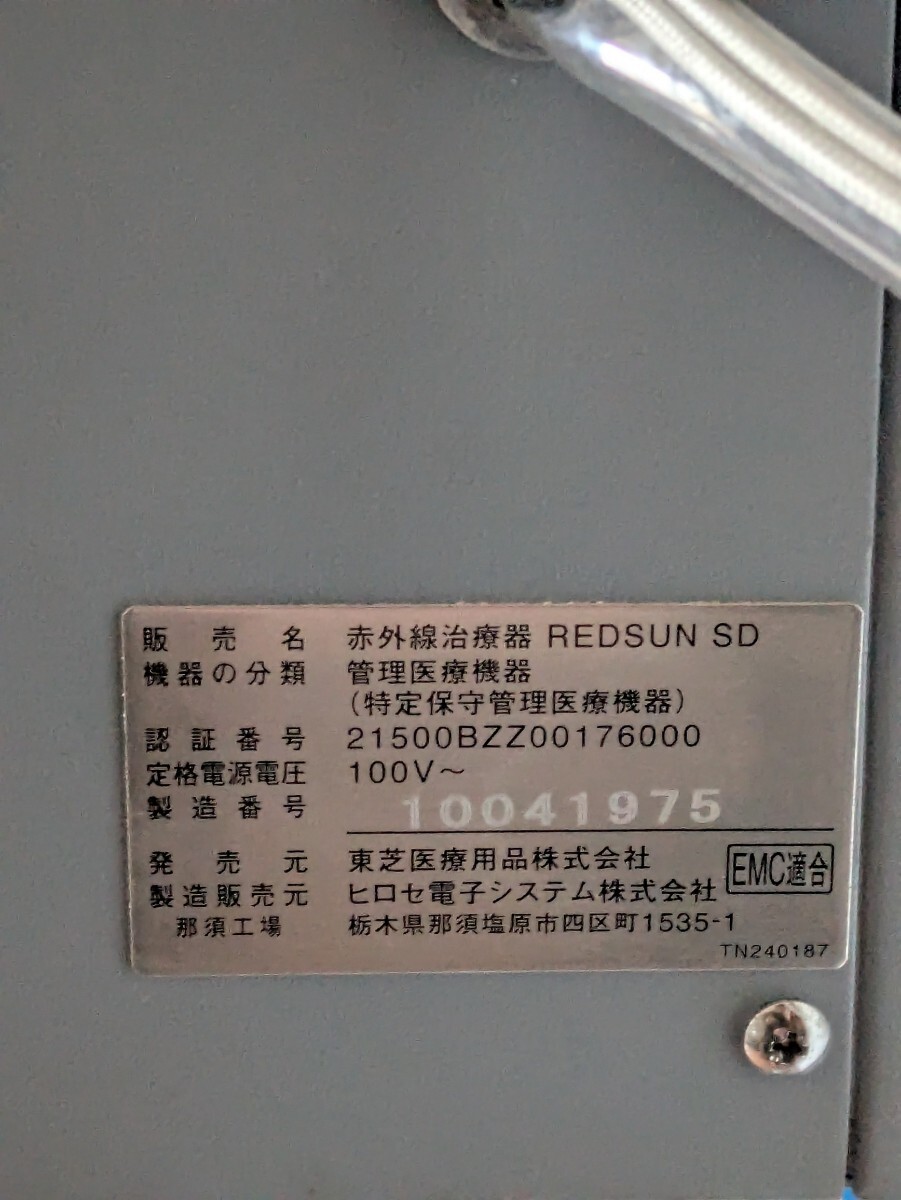 販売名 赤外線治療器 REDSUN SD
機器の分類 管理医療機器
(特定保守管理医療機器)
認証番号 21500BZZ00176000
定格電源電圧 100V～
製造番号 10041975
発売元 東芝医療用品株式会社
製造販売元 ヒロセ電子システム株式会社
EMC適合
那須工場 栃木県那須塩原市四区町1535-1
TN240187